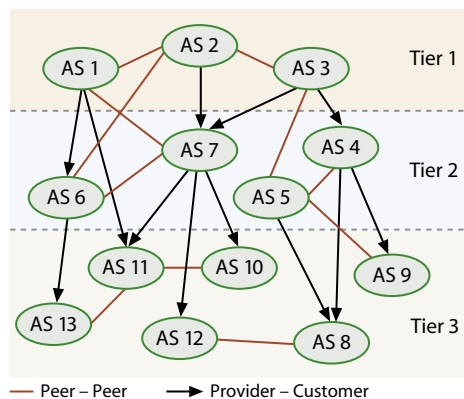 AS 2
Tier 1
AS 1
AS 3
AS 7
AS 4
Tier 2
AS 6
AS 5
AS 11
AS 10
AS 9
AS 13
AS 12
AS 8
Tier 3
Peer – Peer
Provider – Customer